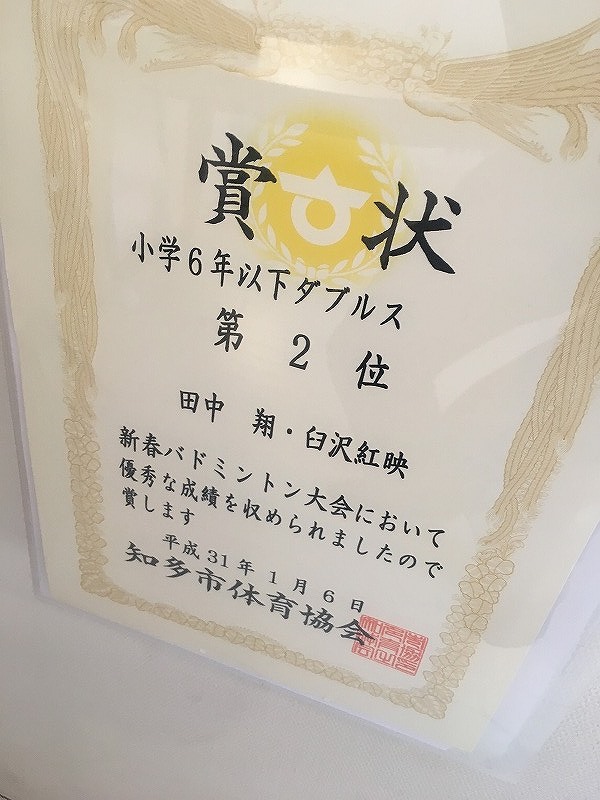 賞状
小学6年以下ダブルス
第2位
田中 翔・臼沢紅映
新春バドミントン大会において
優秀な成績を収められましたので
賞します
平成31年1月6日
知多市体育協会